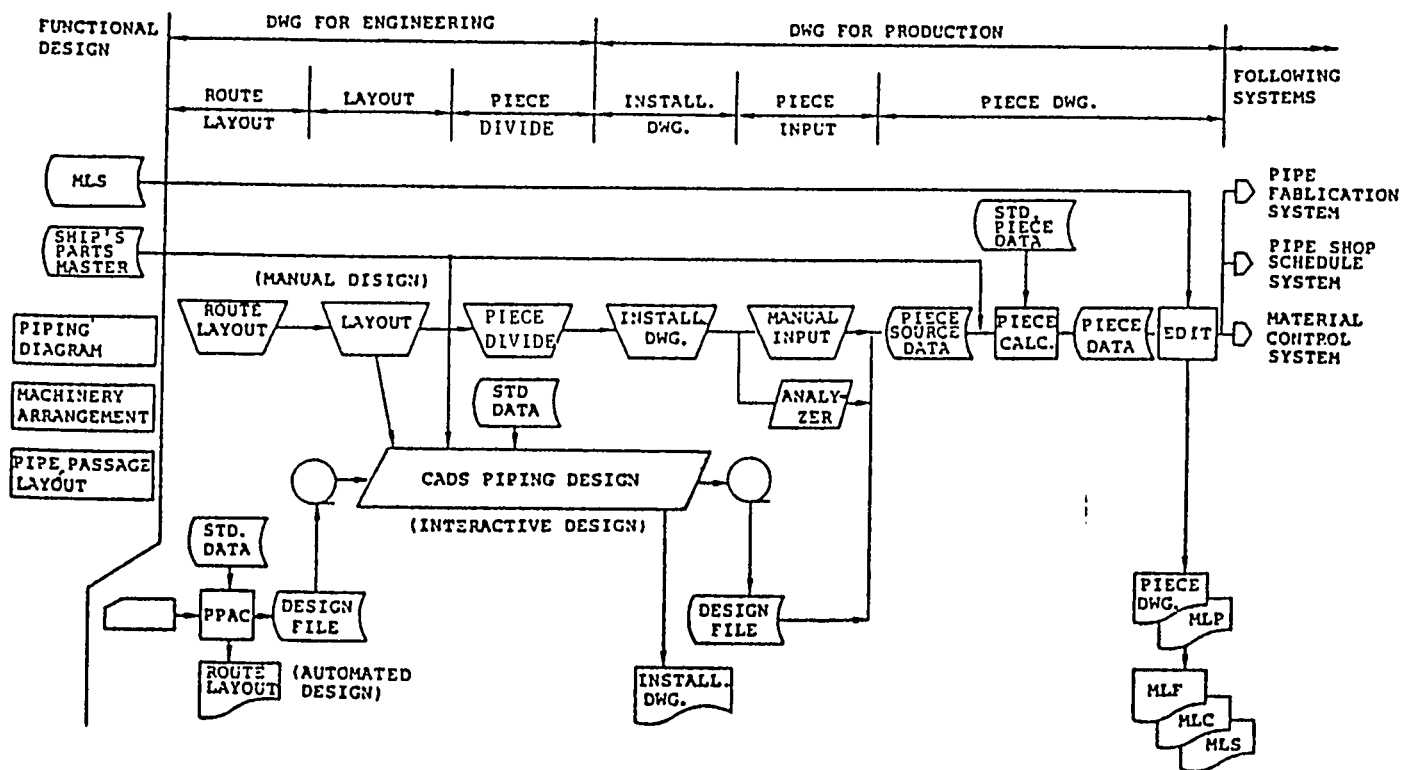 FUNCTIONAL
DESIGN
DWG FOR ENGINEERING
DWG FOR PRODUCTION
FOLLOWING
SYSTEMS
ROUTE
LAYOUT
LAYOUT
PIECE
DIVIDE
INSTALL.
DWG.
PIECE
INPUT
PIECE DWG.
MLS
SHIP'S
PARTS
MASTER
PIPING
DIAGRAM
MACHINERY
ARRANGEMENT
PIPE PASSAGE
LAYOUT
(MANUAL DISIGN)
ROUTE
LAYOUT
LAYOUT
PIECE
DIVIDE
INSTALL.
DWG.
MANUAL
INPUT
PIECE
SOURCE
DATA
STD.
PIECE
DATA
PIECE
CALC.
PIECE
DATA
EDIT
PIPE
FABLICATION
SYSTEM
PIPE SHOP
SCHEDULE
SYSTEM
MATERIAL
CONTROL
SYSTEM
ANALY-
ZER
STD
DATA
CADS PIPING DESIGN
(INTERACTIVE DESIGN)
STD.
DATA
PPAC
DESIGN
FILE
ROUTE
LAYOUT
(AUTOMATED
DESIGN)
DESIGN
FILE
INSTALL.
DWG.
PIECE
DWG.
MLP
MLF
MLC
MLS